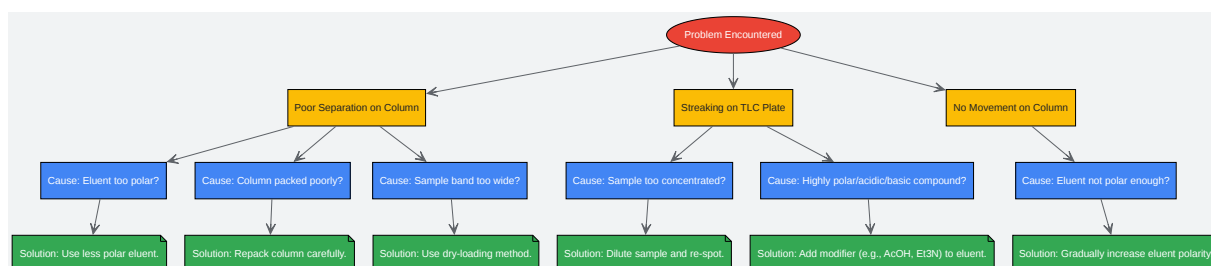 Problem Encountered
Poor Separation on Column
Streaking on TLC Plate
No Movement on Column
Cause: Eluent too polar?
Cause: Column packed poorly?
Cause: Sample band too wide?
Cause: Sample too concentrated?
Cause: Highly polar/acidic/basic compound?
Cause: Eluent not polar enough?
Solution: Use less polar eluent.
Solution: Repack column carefully.
Solution: Use dry-loading method.
Solution: Dilute sample and re-spot.
Solution: Add modifier (e.g., AcOH, Et3N) to eluent.
Solution: Gradually increase eluent polarity